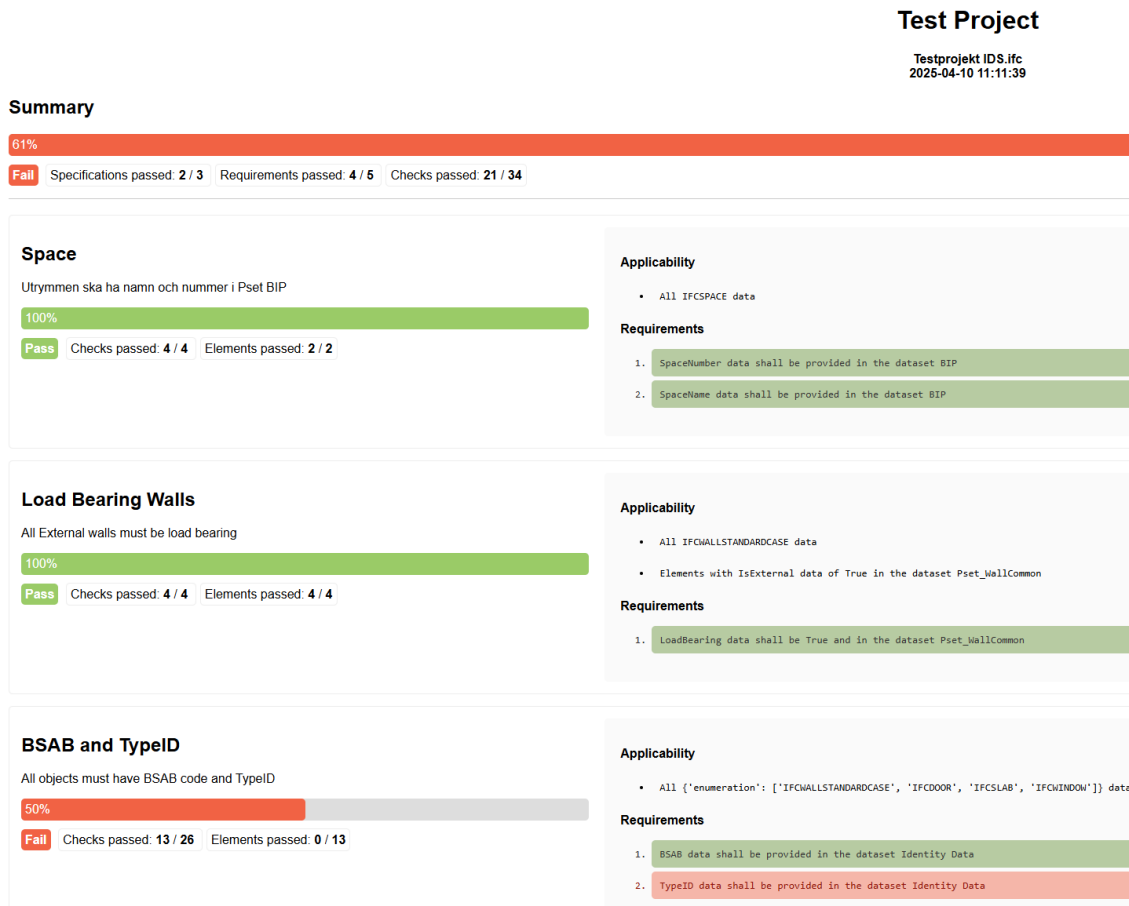 Test Project
Testprojekt IDS.ifc
2025-04-10 11:11:39
Summary
61%
Fail Specifications passed: 2 / 3 Requirements passed: 4 / 5 Checks passed: 21 / 34
Space
Utrymmen ska ha namn och nummer i Pset BIP
100%
Pass Checks passed: 4 / 4 Elements passed: 2 / 2
Applicability
• All IFCSPACE data
Requirements
1. SpaceNumber data shall be provided in the dataset BIP
2. SpaceName data shall be provided in the dataset BIP
Load Bearing Walls
All External walls must be load bearing
100%
Pass Checks passed: 4 / 4 Elements passed: 4 / 4
Applicability
• All IFCWALLSTANDARDCASE data
• Elements with IsExternal data of True in the dataset Pset_WallCommon
Requirements
1. LoadBearing data shall be True and in the dataset Pset_WallCommon
BSAB and TypeID
All objects must have BSAB code and TypeID
50%
Fail Checks passed: 13 / 26 Elements passed: 0 / 13
Applicability
• All {'enumeration': ['IFCWALLSTANDARDCASE', 'IFCDOOR', 'IFCSLAB', 'IFCWINDOW']} data
Requirements
1. BSAB data shall be provided in the dataset Identity Data
2. TypeID data shall be provided in the dataset Identity Data